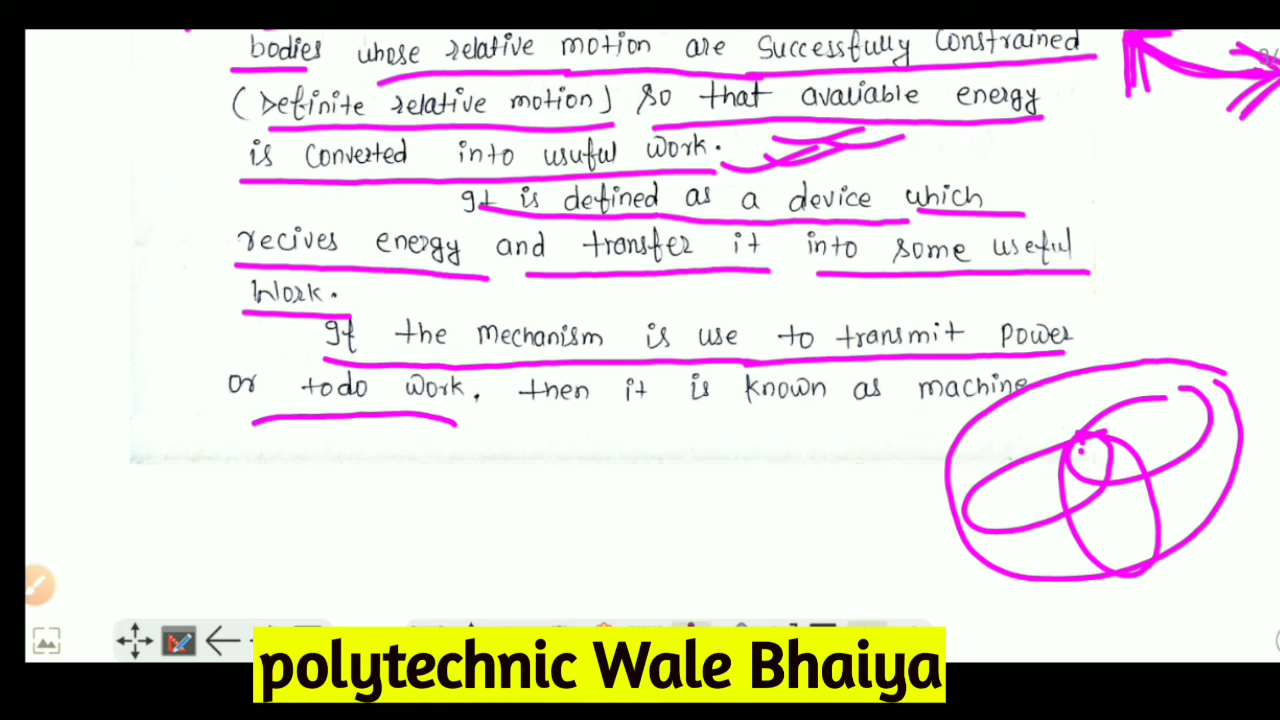 bodies whose relative motion are Successfully Constrained
(Definite relative motion) so that avaliable energy
is converted into usuful work.
It is defined as a device which
recives energy and transfer it into some useful
Work.
If the mechanism is use to transmit power
or todo work, then it is known as machine
polytechnic Wale Bhaiya